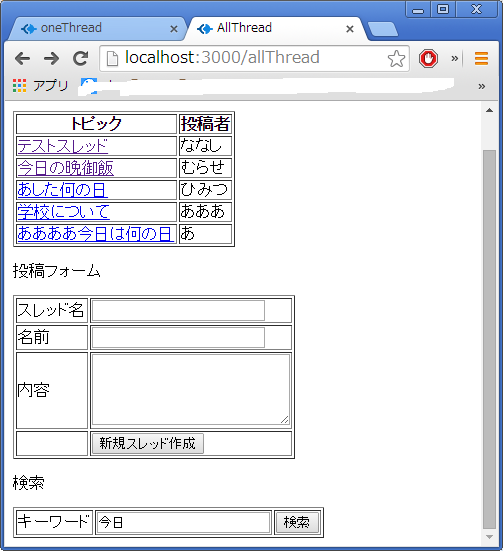 oneThread
AllThread
localhost:3000/allThread
アプリ
トピック 投稿者
テストスレッド ななし
今日の晩御飯 むらせ
あした何の日 ひみつ
学校について あああ
ああああ今日は何の日 あ
投稿フォーム
スレッド名
名前
内容
新規スレッド作成
検索
キーワード 今日 検索